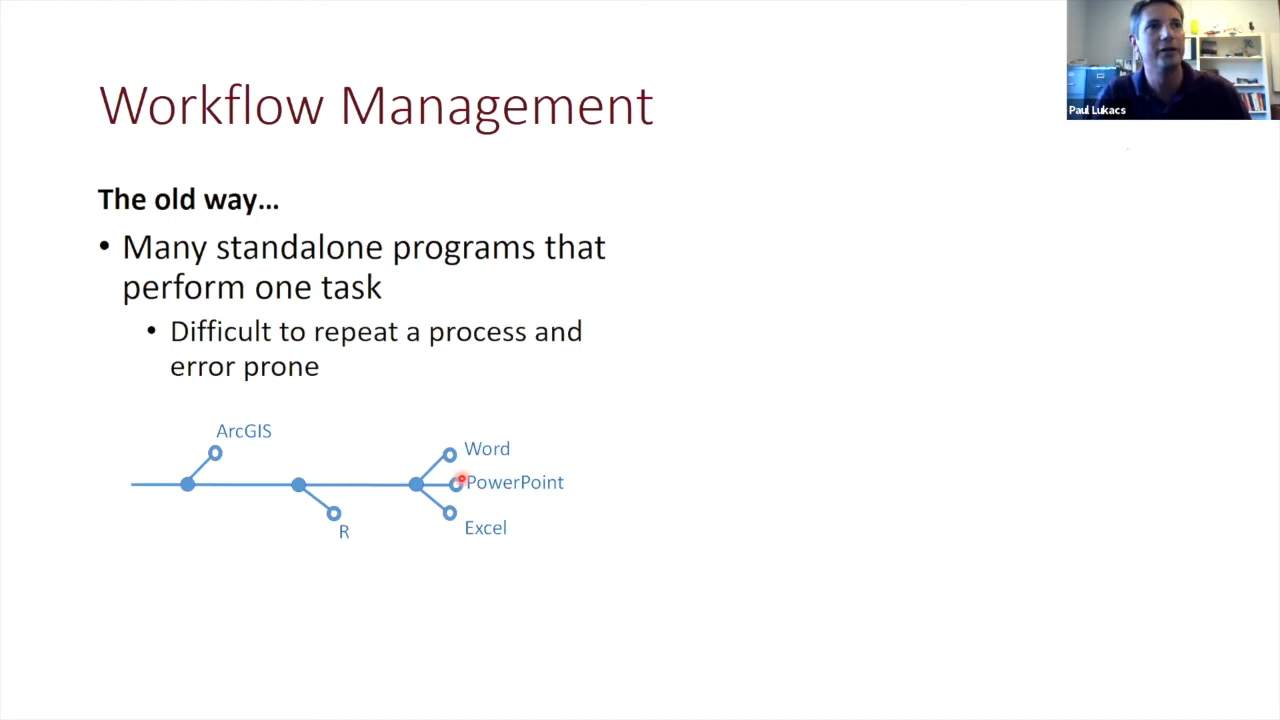 Workflow Management
Paul Lukacs
The old way...
• Many standalone programs that
perform one task
• Difficult to repeat a process and
error prone
ArcGIS
Word
PowerPoint
Excel
R